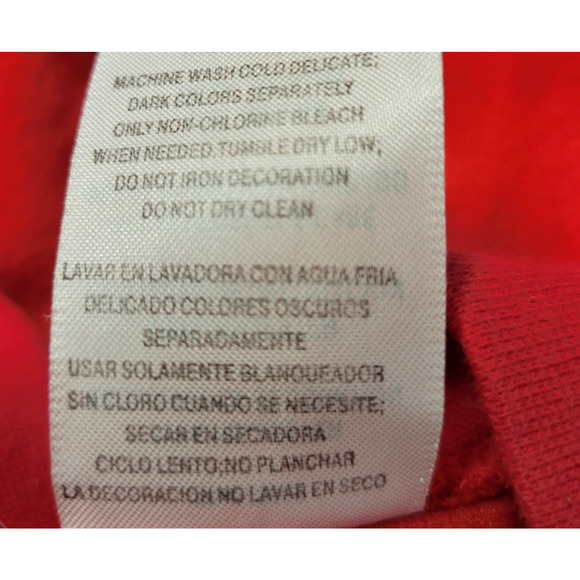 MACHINE WASH COLD DELICATE;
DARK COLORS SEPARATELY
ONLY NON-CHLORINE BLEACH
WHEN NEEDED;TUMBLE DRY LOW;
DO NOT IRON DECORATION
DO NOT DRY CLEAN
LAVAR EN LAVADORA CON AGUA FRIA
DELICADO COLORES OSCUROS
SEPARADAMENTE
USAR SOLAMENTE BLANQUEADOR
SIN CLORO CUANDO SE NECESITE;
SECAR EN SECADORA
CICLO LENTO;NO PLANCHAR
LA DECORACION NO LAVAR EN SECO